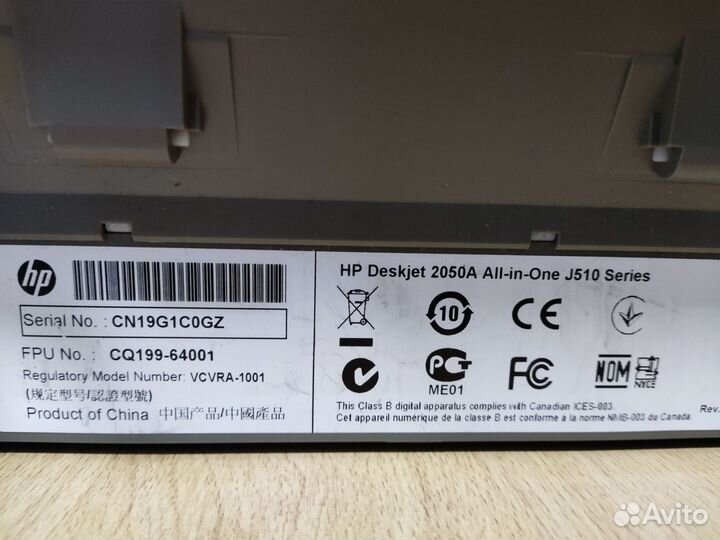 hp
Serial No. : CN19G1C0GZ
FPU No. : CQ199-64001
Regulatory Model Number: VCVRA-1001
(规定型号/認證型號)
Product of China 中国产品/中國產品
HP Deskjet 2050A All-in-One J510 Series
10 CE
PG ME01 FC NOM NYCE
This Class B digital apparatus complies with Canadian ICES-003.
Cet appareil numérique de la classe B est conforme a la norme NMB-003 du Canada.
Rev.
Avito